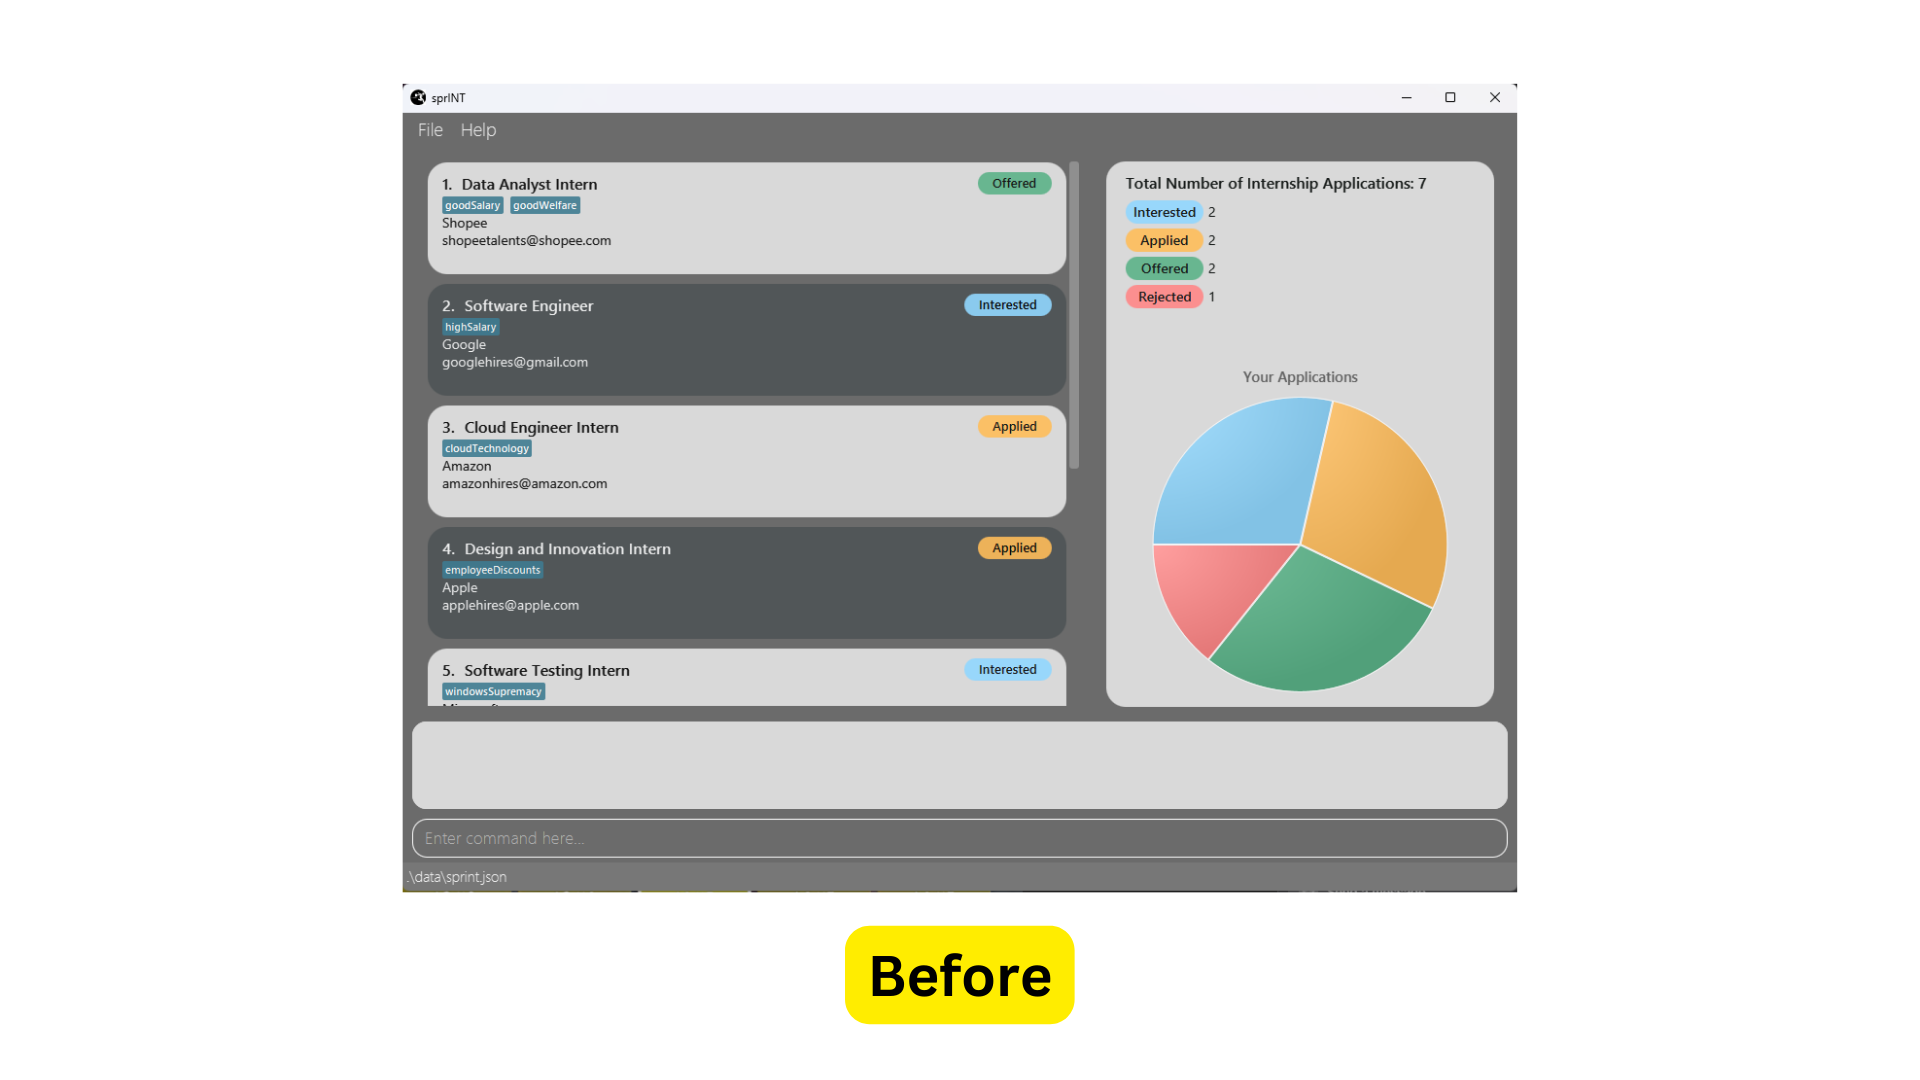 sprINT
File Help
1. Data Analyst Intern
Offered
goodSalary goodWelfare
Shopee
shopeetalents@shopee.com
2. Software Engineer
Interested
highSalary
Google
googlehires@gmail.com
3. Cloud Engineer Intern
Applied
cloudTechnology
Amazon
amazonhires@amazon.com
4. Design and Innovation Intern
Applied
employeeDiscounts
Apple
applehires@apple.com
5. Software Testing Intern
Interested
windowsSupremacy
Total Number of Internship Applications: 7
Interested 2
Applied 2
Offered 2
Rejected 1
Your Applications
Enter command here...
.\data\sprint.json
Before